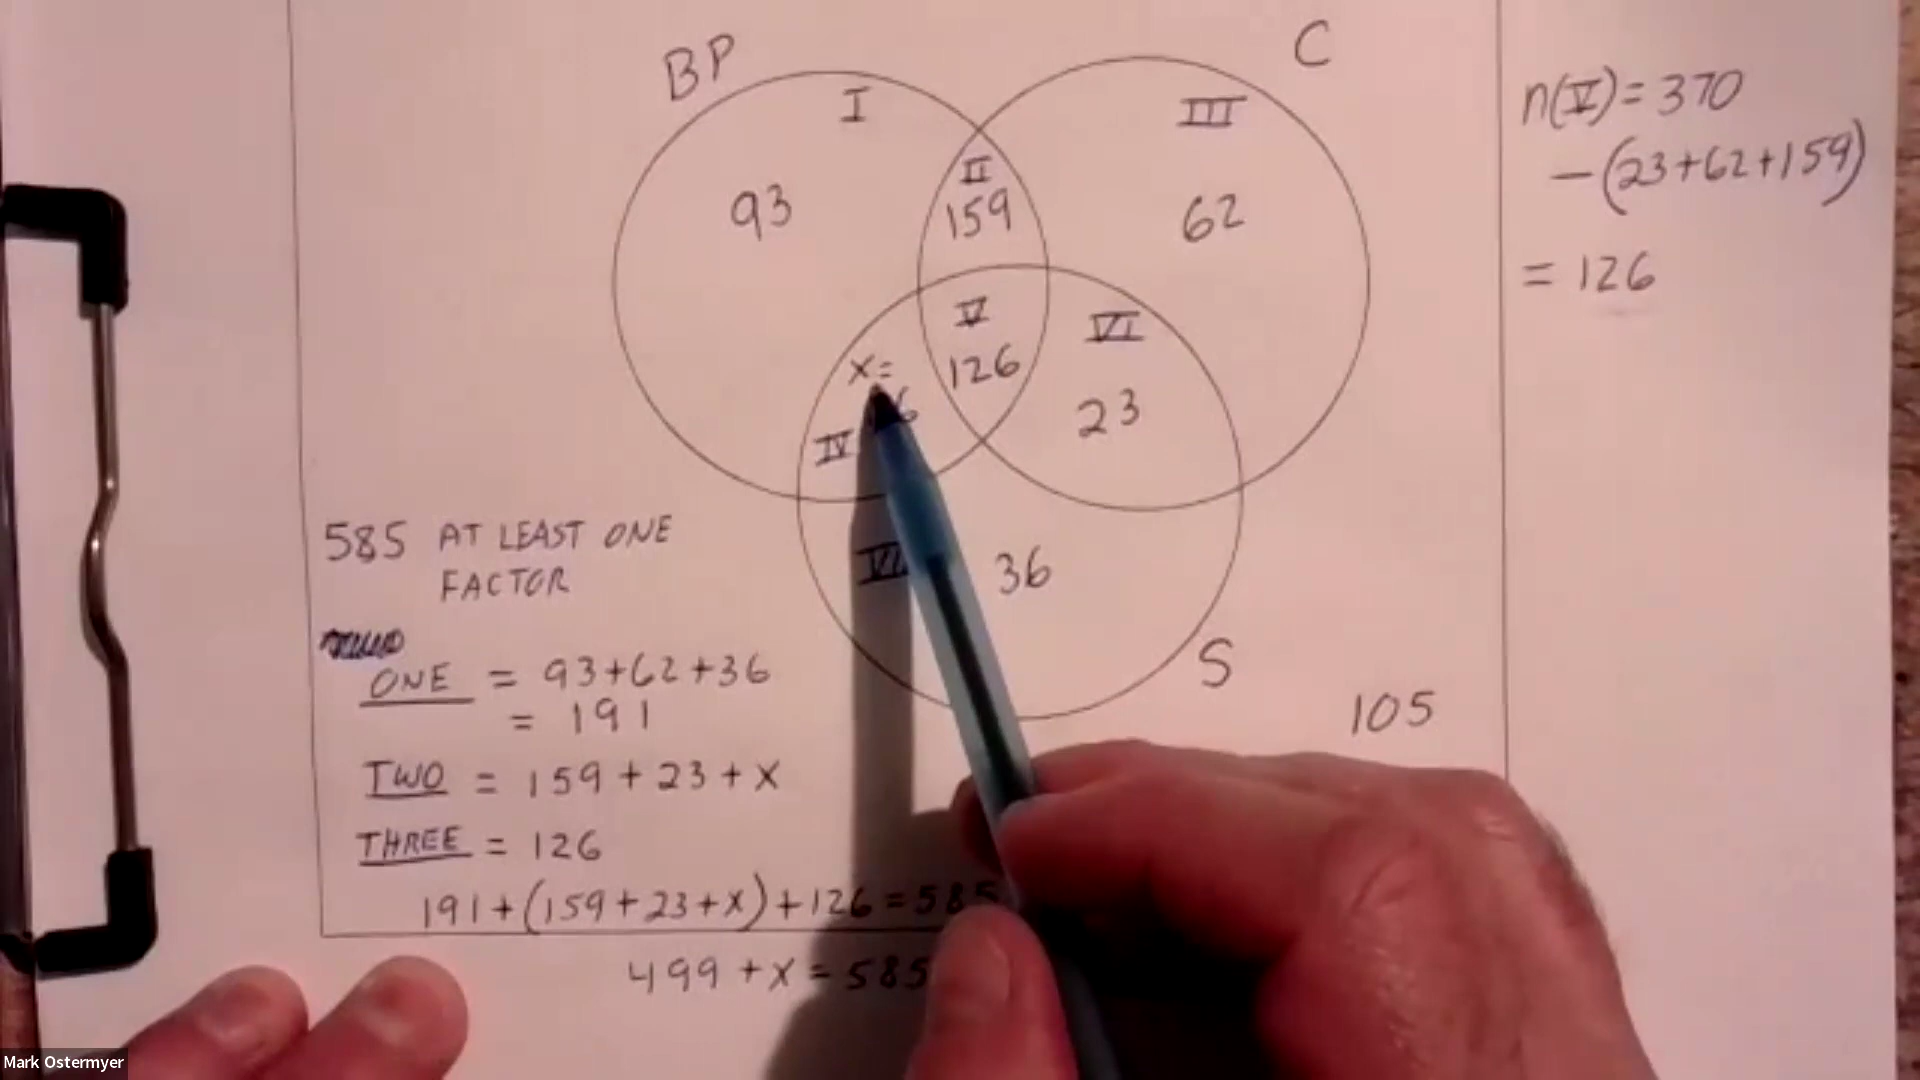 BP
C
I
III
II
93
159
62
V
VI
126
x=
6
23
IV
36
S
105
n(V)=370
-(23+62+159)
= 126
585 AT LEAST ONE
FACTOR
ONE = 93+62+36
= 191
TWO = 159 + 23 + x
THREE = 126
191+(159+23+x)+126=585
499 + x = 585
Mark Ostermyer